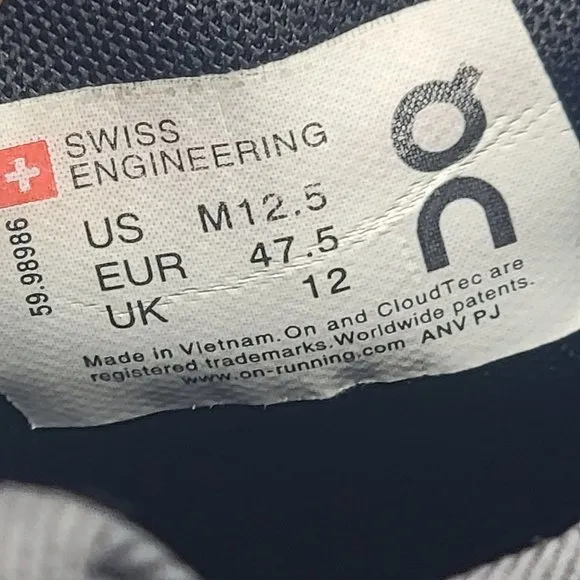 SWISS
ENGINEERING
On
59.98986
US M12.5
EUR 47.5
UK 12
Made in Vietnam. On and CloudTec are
registered trademarks. Worldwide patents.
www.on-running.com ANV PJ